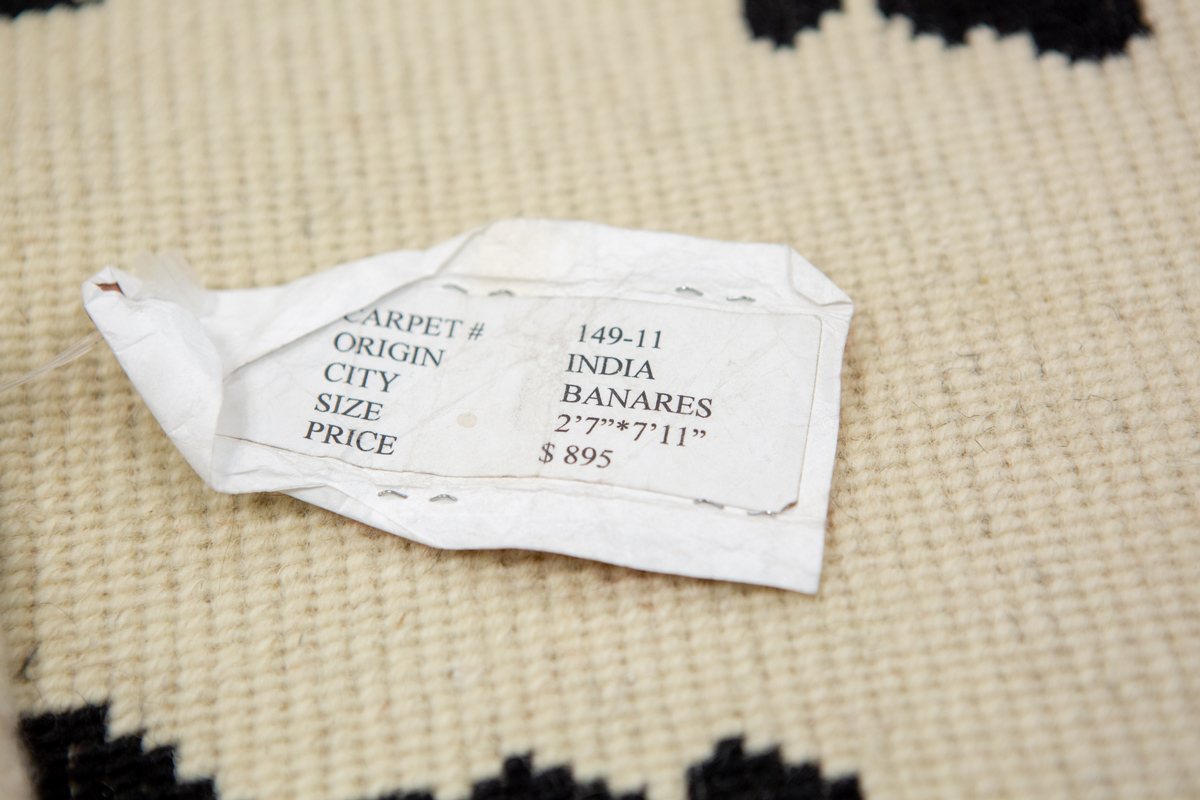 CARPET # 149-11
ORIGIN INDIA
CITY BANARES
SIZE 2’7”*7’11”
PRICE $ 895